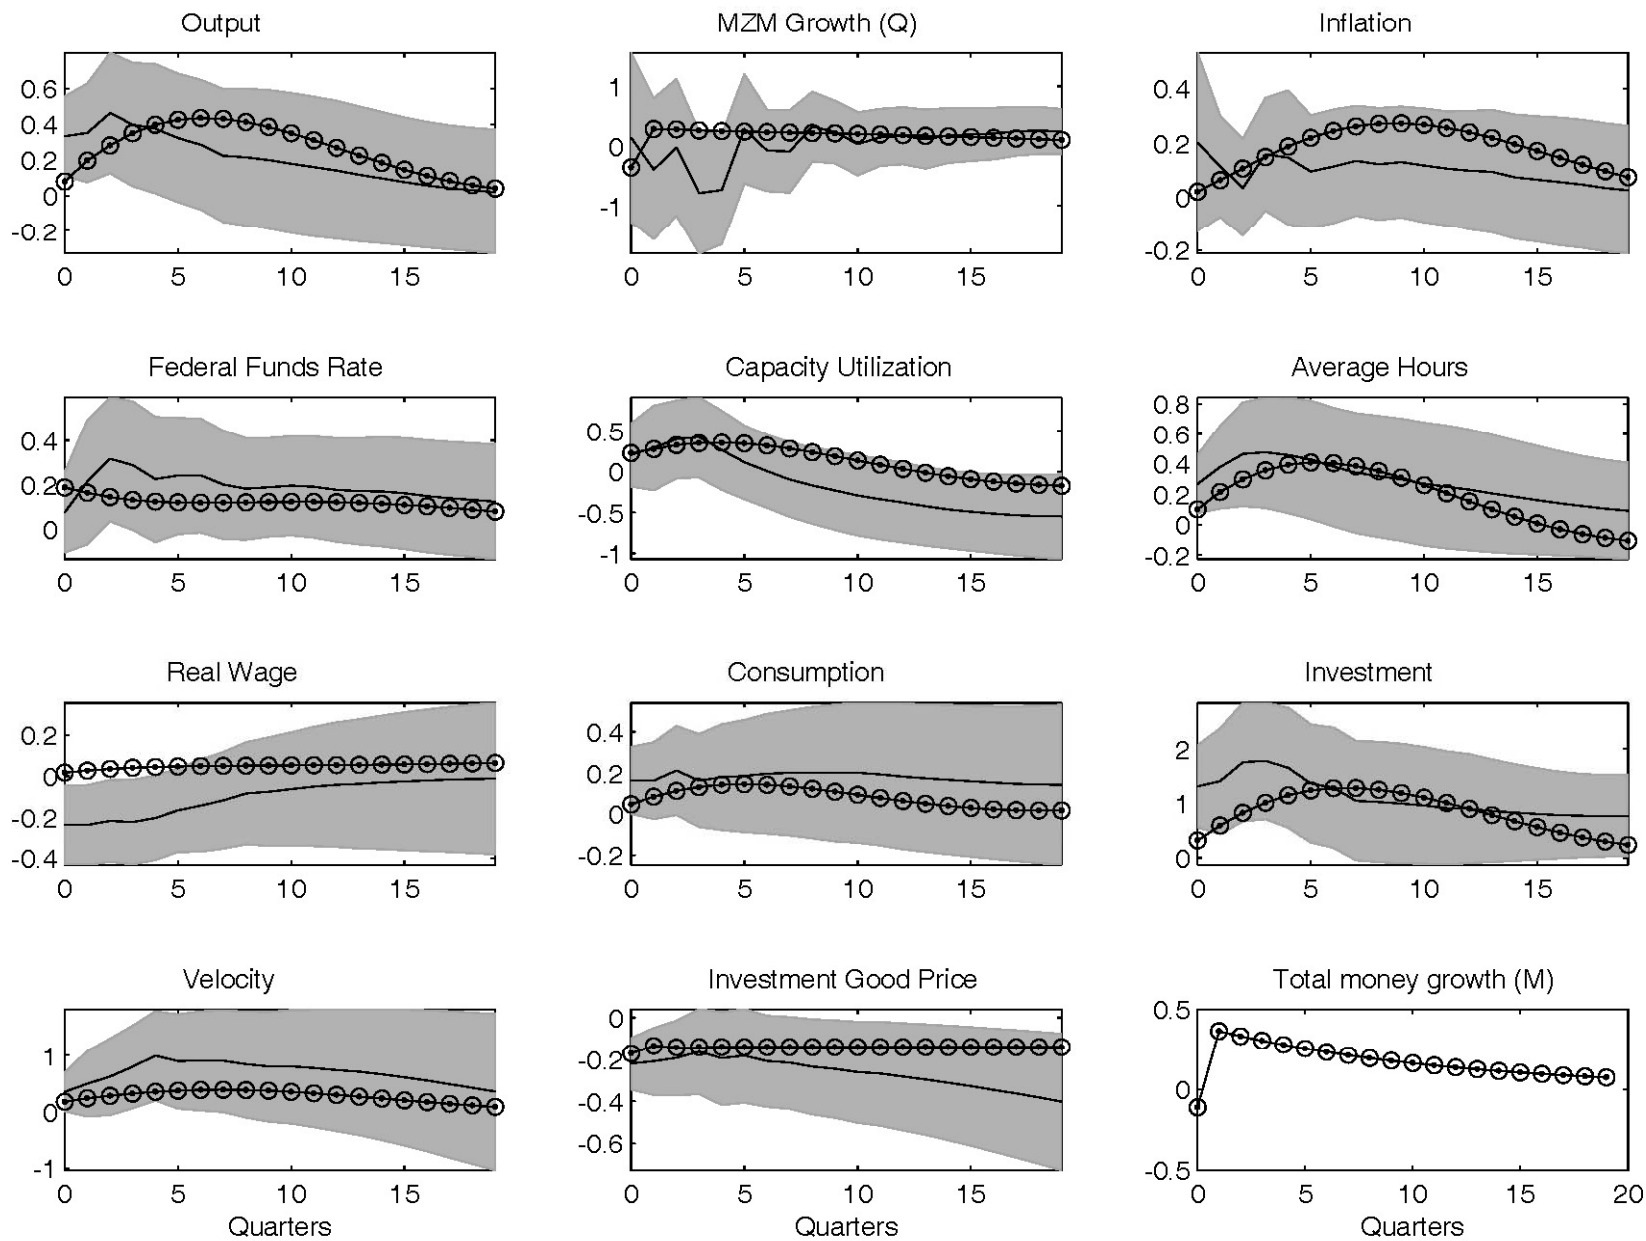 Output MZM Growth (Q) Inflation
0.6
0.4
0.2
0
-0.2
0 5 10 15
1
0
-1
0 5 10 15
0.4
0.2
0
-0.2
0 5 10 15
Federal Funds Rate Capacity Utilization Average Hours
0.4
0.2
0
0 5 10 15
0.5
0
-0.5
-1
0 5 10 15
0.8
0.6
0.4
0.2
0
-0.2
0 5 10 15
Real Wage Consumption Investment
0.2
0
-0.2
-0.4
0 5 10 15
0.4
0.2
0
-0.2
0 5 10 15
2
1
0
0 5 10 15 20
Velocity Investment Good Price Total money growth (M)
1
0
-1
0 5 10 15
Quarters
0
-0.2
-0.4
-0.6
0 5 10 15
Quarters
0.5
0
-0.5
0 5 10 15 20
Quarters